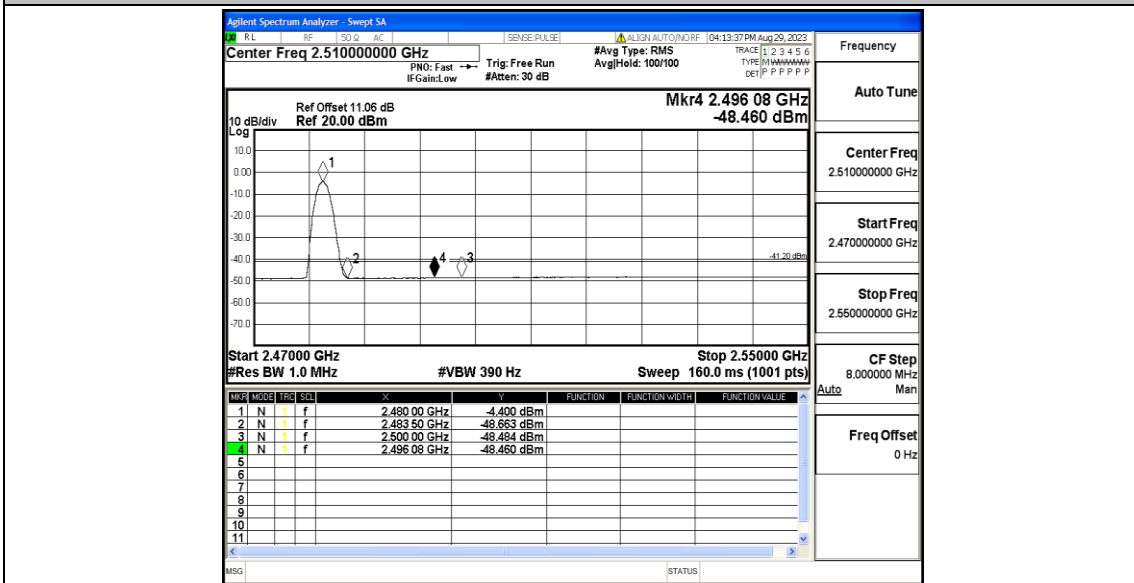 Agilent Spectrum Analyzer - Swept SA
LXI RL RF 50 Ω AC SENSE:PULSE ALIGN AUTO/NO RF 04:13:37 PM Aug 29, 2023
Center Freq 2.510000000 GHz
PNO: Fast
IFGain:Low
Trig: Free Run
#Atten: 30 dB
#Avg Type: RMS
Avg|Hold: 100/100
TRACE 1 2 3 4 5 6
TYPE M WWWWW
DET P P P P P P
Mkr4 2.496 08 GHz
-48.460 dBm
Ref Offset 11.06 dB
10 dB/div Ref 20.00 dBm
Log
10.0
0.00
-10.0
-20.0
-30.0
-40.0
-50.0
-60.0
-70.0
1
2
4
3
-41.20 dBm
Start 2.47000 GHz Stop 2.55000 GHz
#Res BW 1.0 MHz #VBW 390 Hz Sweep 160.0 ms (1001 pts)
MKR MODE TRC SCL X Y FUNCTION FUNCTION WIDTH FUNCTION VALUE
1 N 1 f 2.480 00 GHz -4.400 dBm
2 N 1 f 2.483 50 GHz -48.663 dBm
3 N 1 f 2.500 00 GHz -48.484 dBm
4 N 1 f 2.496 08 GHz -48.460 dBm
5
6
7
8
9
10
11
MSG STATUS
Frequency
Auto Tune
Center Freq
2.510000000 GHz
Start Freq
2.470000000 GHz
Stop Freq
2.550000000 GHz
CF Step
8.000000 MHz
Auto Man
Freq Offset
0 Hz